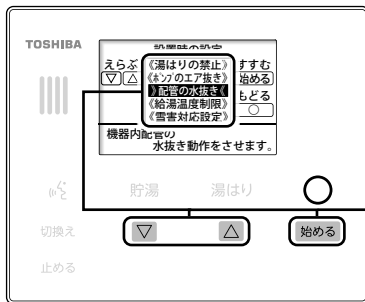 TOSHIBA
設置時の設定
えらぶ
▽△
《湯はりの禁止》
《ポンプのエア抜き》
》配管の水抜き《
《給湯温度制限》
《雪害対応設定》
すすむ
始める
もどる
○
機器内配管の
水抜き動作をさせます。
貯湯
湯はり
切換え
▽
△
始める
止める